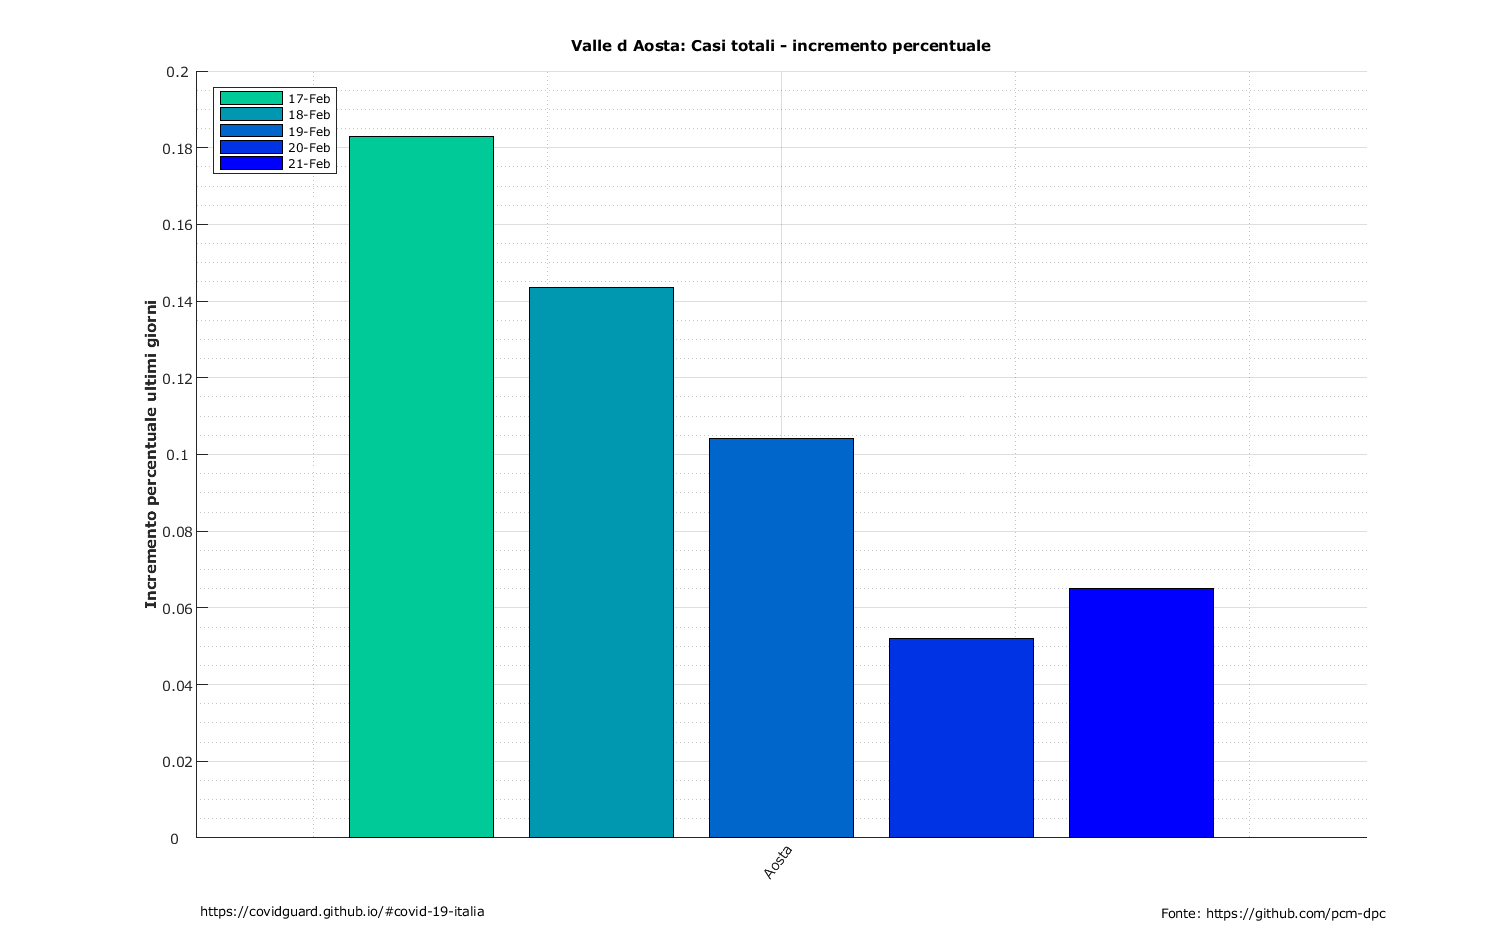 Valle d Aosta: Casi totali - incremento percentuale
17-Feb
18-Feb
19-Feb
20-Feb
21-Feb
Incremento percentuale ultimi giorni
0.2
0.18
0.16
0.14
0.12
0.1
0.08
0.06
0.04
0.02
0
Aosta
https://covidguard.github.io/#covid-19-italia
Fonte: https://github.com/pcm-dpc